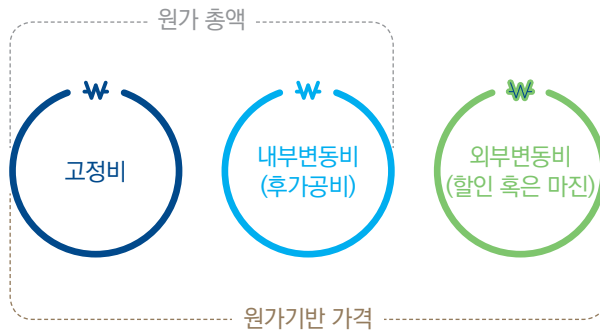 원가 총액
₩ ₩ ₩
고정비
내부변동비
(후가공비)
외부변동비
(할인 혹은 마진)
원가기반 가격